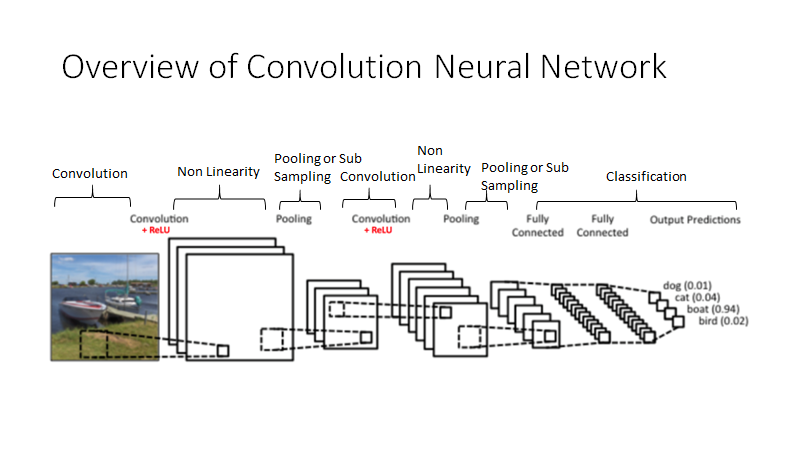 Overview of Convolution Neural Network
Convolution
Non Linearity
Pooling or Sub
Sampling
Convolution
Non
Linearity
Pooling or Sub
Sampling
Classification
Convolution
+ ReLU
Pooling
Convolution
+ ReLU
Pooling
Fully
Connected
Fully
Connected
Output Predictions
dog (0.01)
cat (0.04)
boat (0.94)
bird (0.02)